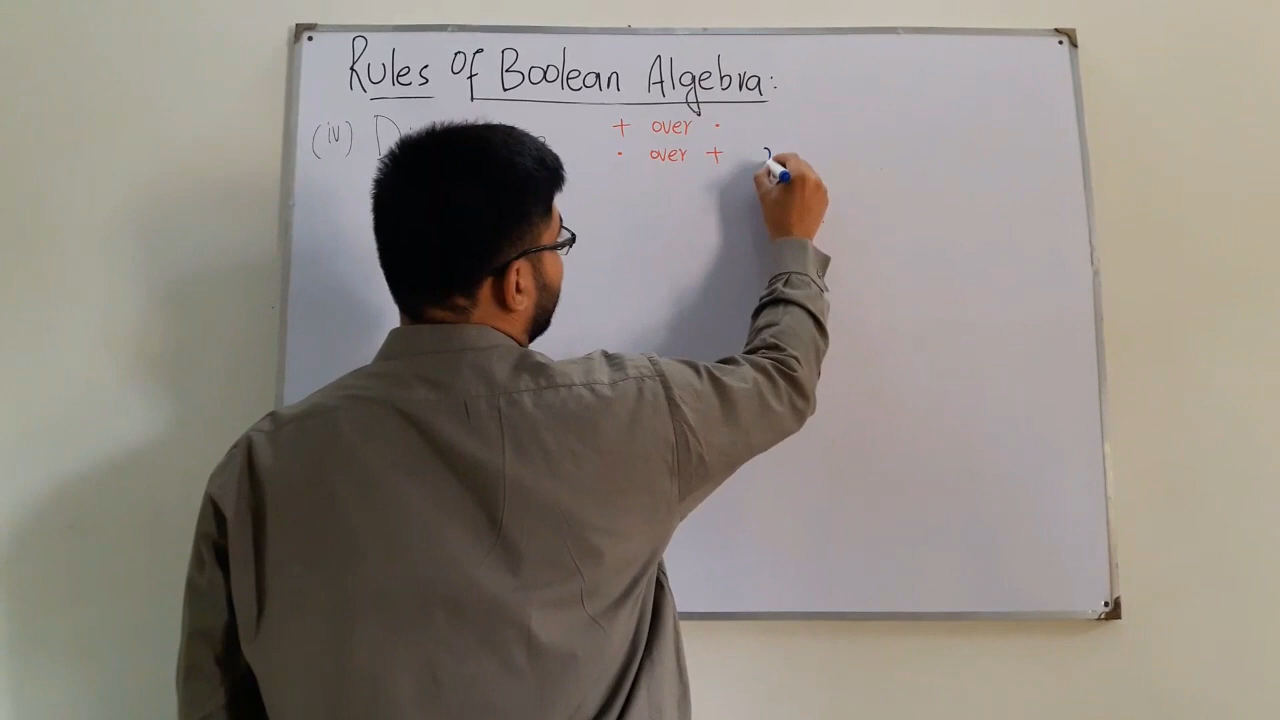 Rules Of Boolean Algebra:
(iv)
+ over ·
· over +